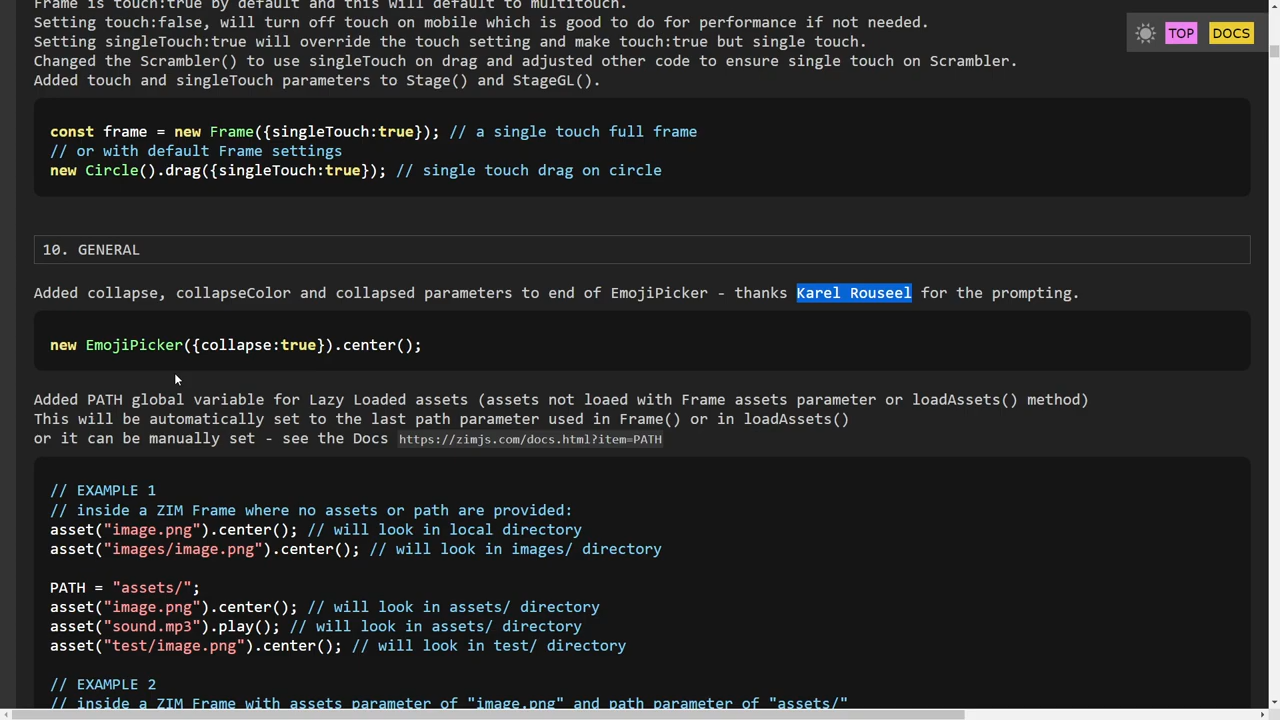 Frame is touch:true by default and this will default to multitouch.
Setting touch:false, will turn off touch on mobile which is good to do for performance if not needed.
Setting singleTouch:true will override the touch setting and make touch:true but single touch.
Changed the Scrambler() to use singleTouch on drag and adjusted other code to ensure single touch on Scrambler.
Added touch and singleTouch parameters to Stage() and StageGL().
TOP
DOCS
const frame = new Frame({singleTouch:true}); // a single touch full frame
// or with default Frame settings
new Circle().drag({singleTouch:true}); // single touch drag on circle
10. GENERAL
Added collapse, collapseColor and collapsed parameters to end of EmojiPicker - thanks Karel Rouseel for the prompting.
new EmojiPicker({collapse:true}).center();
Added PATH global variable for Lazy Loaded assets (assets not loaed with Frame assets parameter or loadAssets() method)
This will be automatically set to the last path parameter used in Frame() or in loadAssets()
or it can be manually set - see the Docs https://zimjs.com/docs.html?item=PATH
// EXAMPLE 1
// inside a ZIM Frame where no assets or path are provided:
asset("image.png").center(); // will look in local directory
asset("images/image.png").center(); // will look in images/ directory
PATH = "assets/";
asset("image.png").center(); // will look in assets/ directory
asset("sound.mp3").play(); // will look in assets/ directory
asset("test/image.png").center(); // will look in test/ directory
// EXAMPLE 2
// inside a ZIM Frame with assets parameter of "image.png" and path parameter of "assets/"